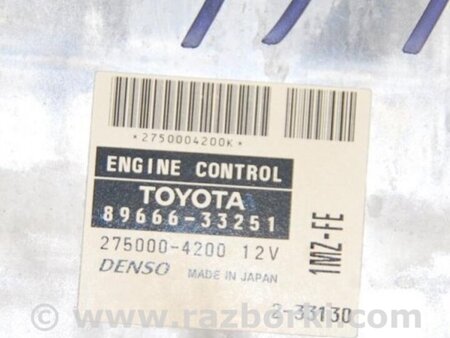 *2750004200K*
ENGINE CONTROL
TOYOTA
89666-33251
275000-4200 12V
DENSO MADE IN JAPAN
1MZ-FE
2-33130
© www.razborkin.com